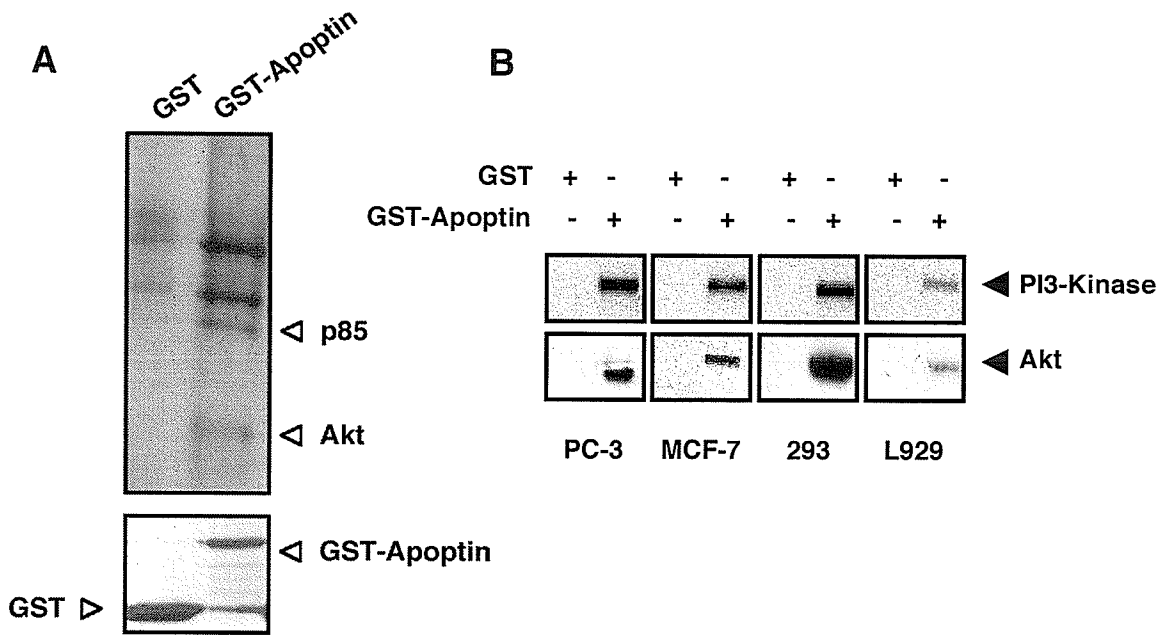 A
GST
GST-Apoptin
p85
Akt
GST-Apoptin
GST
B
GST + - + - + - + -
GST-Apoptin - + - + - + - +
PI3-Kinase
Akt
PC-3 MCF-7 293 L929